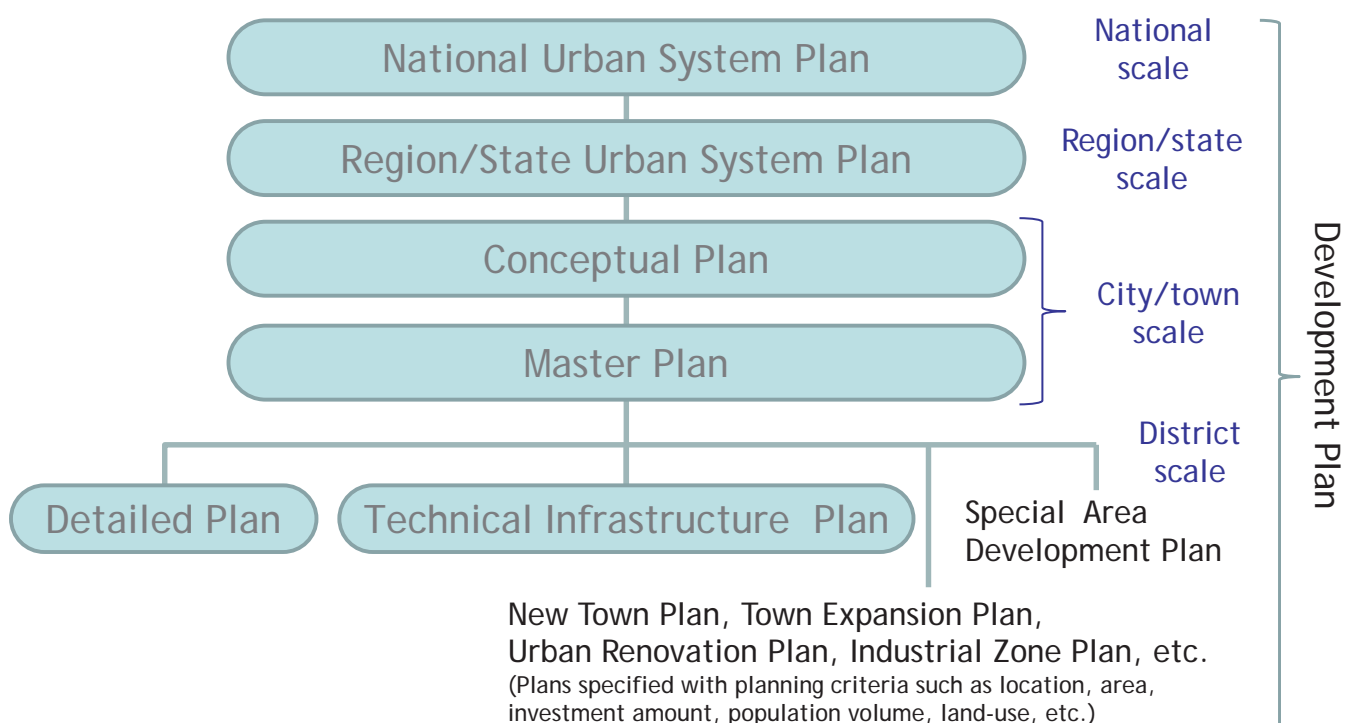 National Urban System Plan
National
scale
Region/State Urban System Plan
Region/state
scale
Conceptual Plan
City/town
scale
Master Plan
Development Plan
District
scale
Detailed Plan
Technical Infrastructure Plan
Special Area
Development Plan
New Town Plan, Town Expansion Plan,
Urban Renovation Plan, Industrial Zone Plan, etc.
(Plans specified with planning criteria such as location, area,
investment amount, population volume, land-use, etc.)